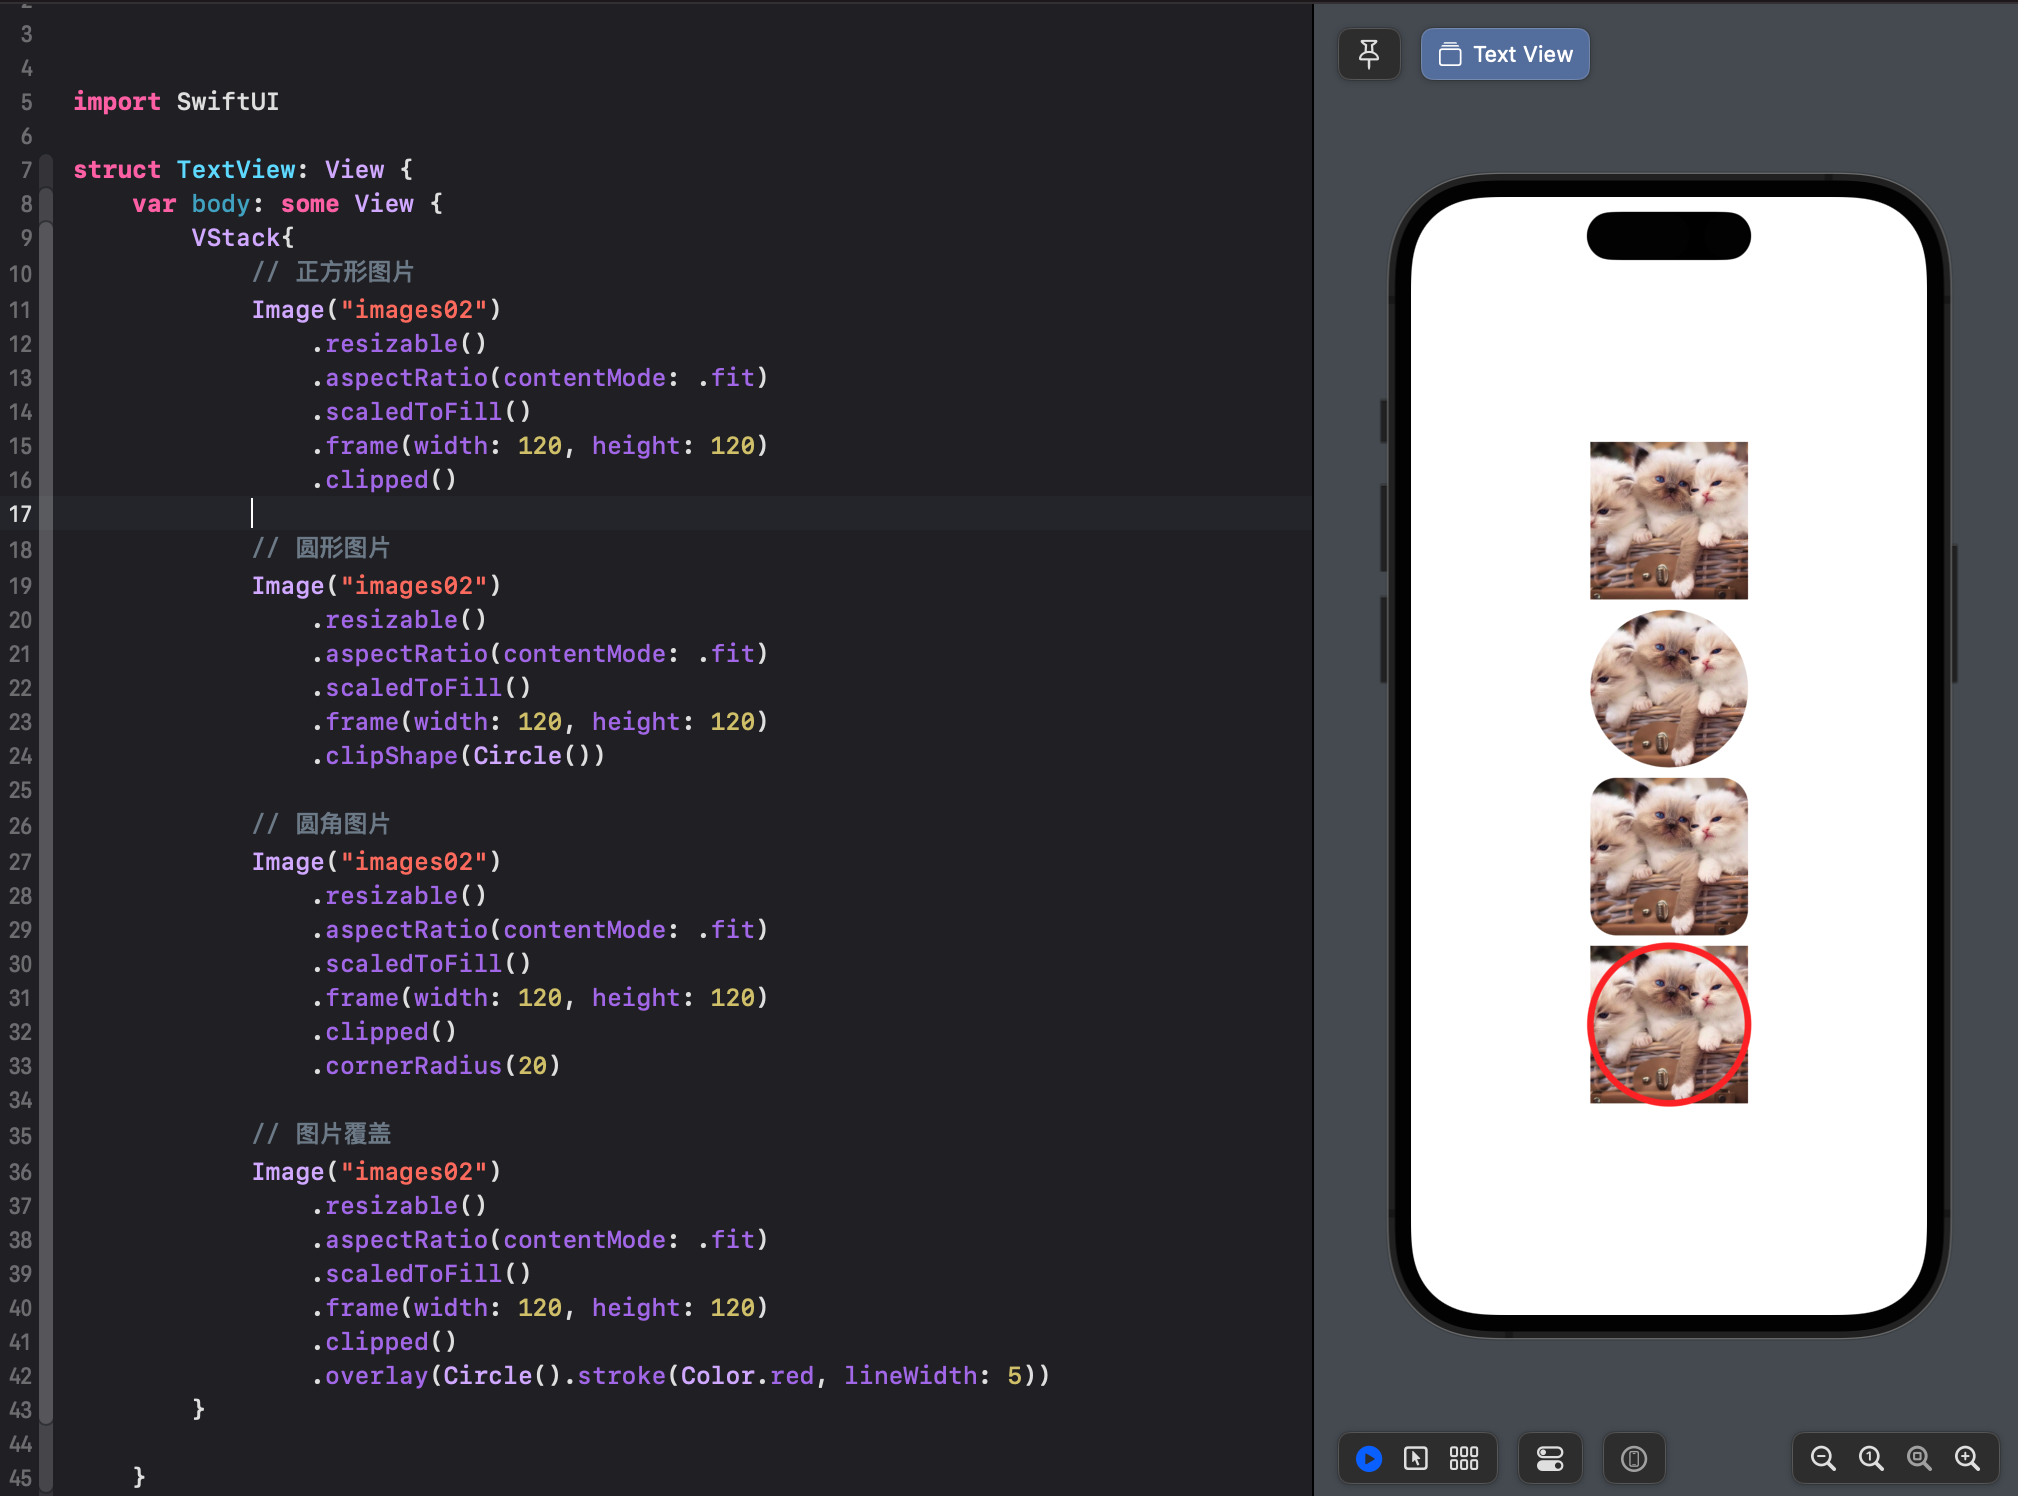 3
4
5 import SwiftUI
6
7 struct TextView: View {
8 var body: some View {
9 VStack{
10 // 正方形图片
11 Image("images02")
12 .resizable()
13 .aspectRatio(contentMode: .fit)
14 .scaledToFill()
15 .frame(width: 120, height: 120)
16 .clipped()
17
18 // 圆形图片
19 Image("images02")
20 .resizable()
21 .aspectRatio(contentMode: .fit)
22 .scaledToFill()
23 .frame(width: 120, height: 120)
24 .clipShape(Circle())
25
26 // 圆角图片
27 Image("images02")
28 .resizable()
29 .aspectRatio(contentMode: .fit)
30 .scaledToFill()
31 .frame(width: 120, height: 120)
32 .clipped()
33 .cornerRadius(20)
34
35 // 图片覆盖
36 Image("images02")
37 .resizable()
38 .aspectRatio(contentMode: .fit)
39 .scaledToFill()
40 .frame(width: 120, height: 120)
41 .clipped()
42 .overlay(Circle().stroke(Color.red, lineWidth: 5))
43 }
44
45 }
Text View